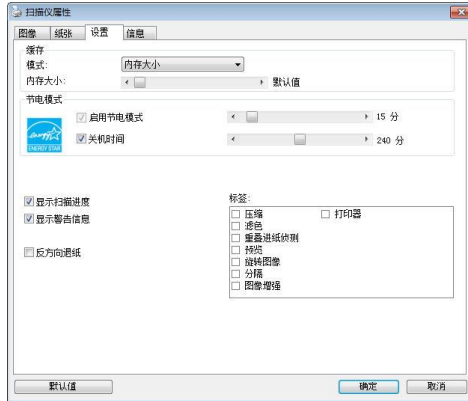 扫描仪属性
图像 纸张 设置 信息
缓存
模式: 内存大小
内存大小: 默认值
节电模式
启用节电模式 15 分
关机时间 240 分
ENERGY STAR
显示扫描进度
显示警告信息
反方向退纸
标签:
压缩 打印器
滤色
重叠进纸侦测
预览
旋转图像
分隔
图像增强
默认值 确定 取消